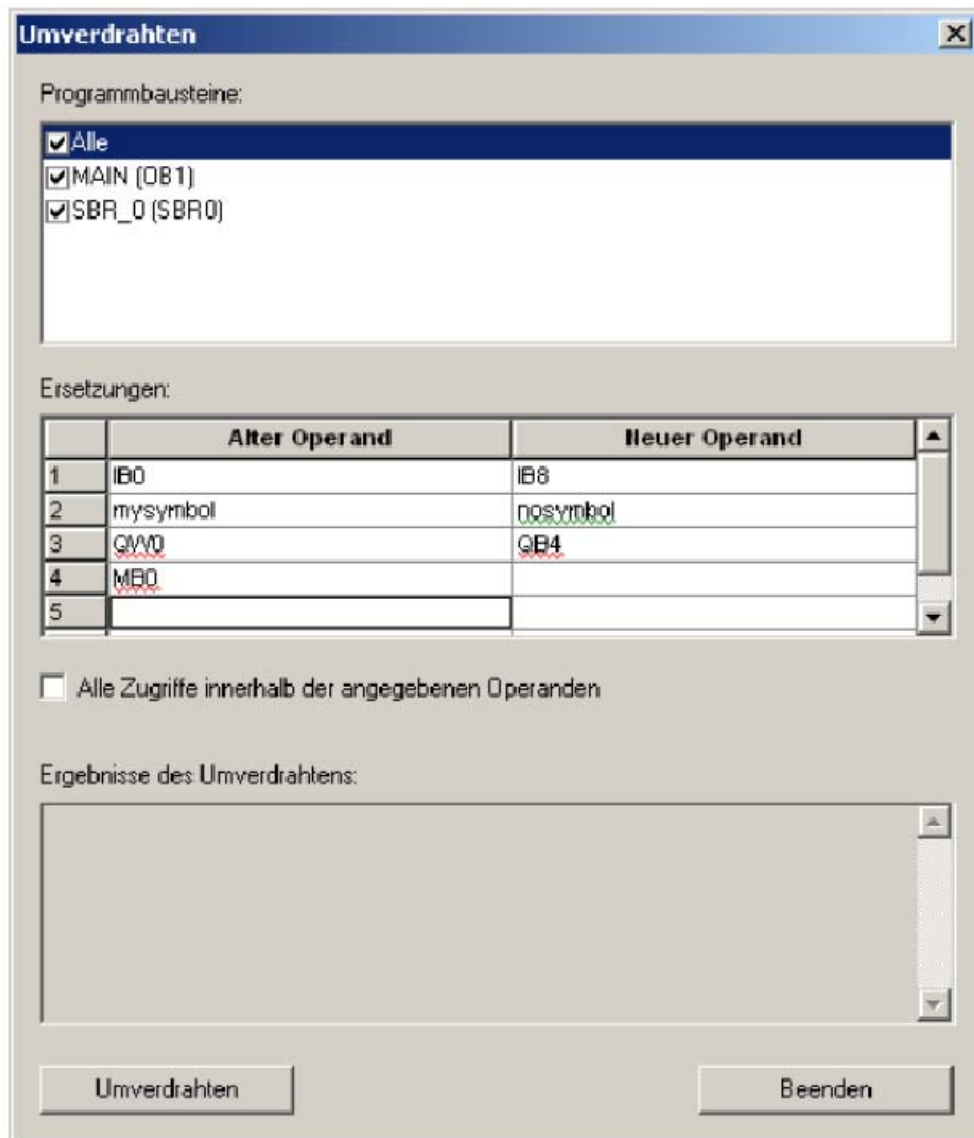 Umverdrahten
Programmbausteine:
Alle
MAIN (OB1)
SBR_0 (SBR0)
Ersetzungen:
Alter Operand Neuer Operand
1 IB0 IB8
2 mysymbol nosymbol
3 QW0 QB4
4 MB0
5
Alle Zugriffe innerhalb der angegebenen Operanden
Ergebnisse des Umverdrahtens:
Umverdrahten Beenden